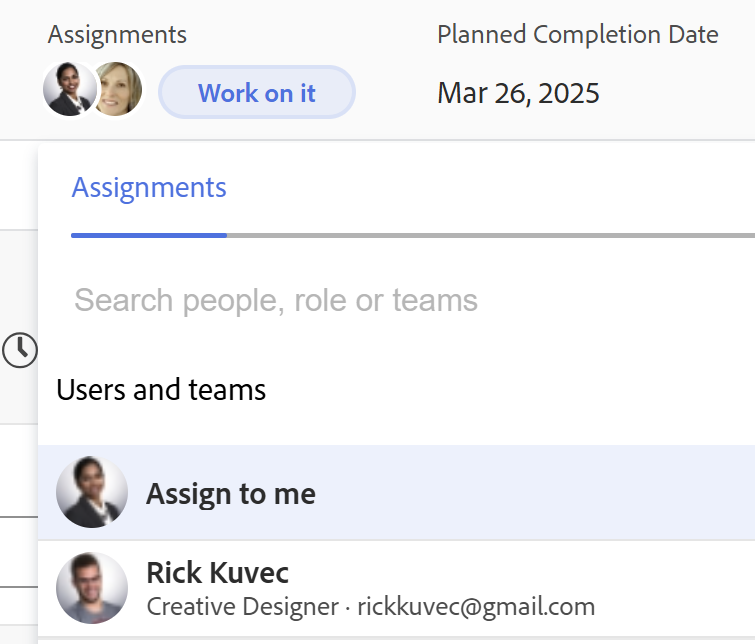 Assignments
Planned Completion Date
Work on it
Mar 26, 2025
Assignments
Search people, role or teams
Users and teams
Assign to me
Rick Kuvec
Creative Designer · rickkuvec@gmail.com